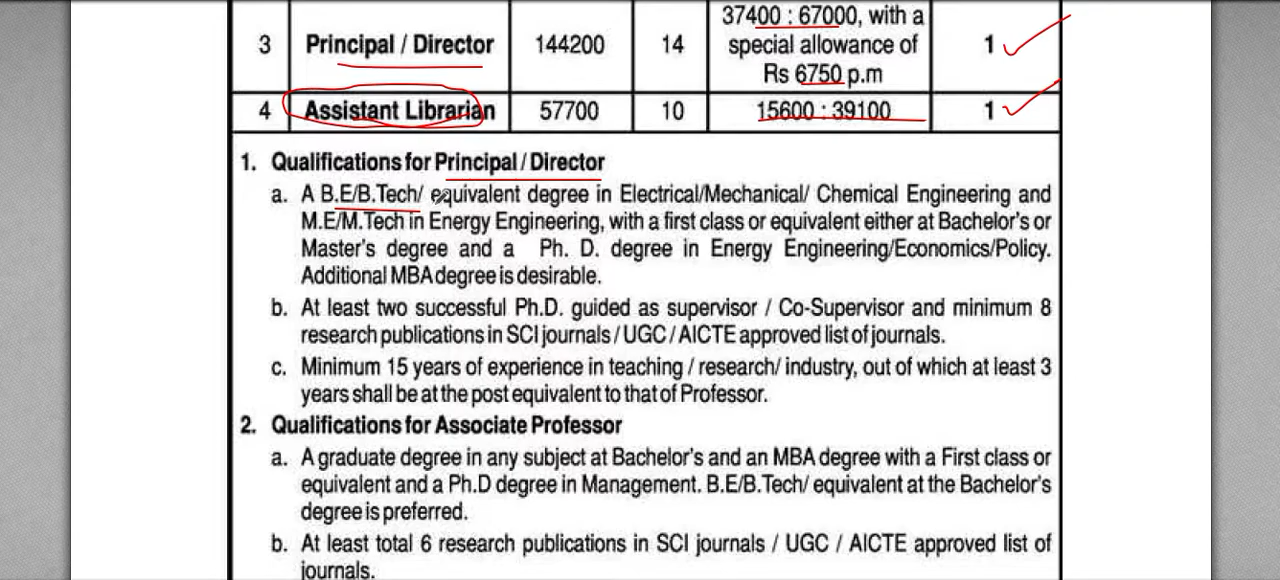 37400 : 67000, with a
3 Principal / Director 144200 14 special allowance of 1
Rs 6750 p.m
4 Assistant Librarian 57700 10 15600 : 39100 1
1. Qualifications for Principal / Director
a. A B.E/B.Tech/ equivalent degree in Electrical/Mechanical/ Chemical Engineering and
M.E/M.Tech in Energy Engineering, with a first class or equivalent either at Bachelor's or
Master's degree and a Ph. D. degree in Energy Engineering/Economics/Policy.
Additional MBA degree is desirable.
b. At least two successful Ph.D. guided as supervisor / Co-Supervisor and minimum 8
research publications in SCI journals / UGC / AICTE approved list of journals.
c. Minimum 15 years of experience in teaching / research/ industry, out of which at least 3
years shall be at the post equivalent to that of Professor.
2. Qualifications for Associate Professor
a. A graduate degree in any subject at Bachelor's and an MBA degree with a First class or
equivalent and a Ph.D degree in Management. B.E/B.Tech/ equivalent at the Bachelor's
degree is preferred.
b. At least total 6 research publications in SCI journals / UGC / AICTE approved list of
journals.